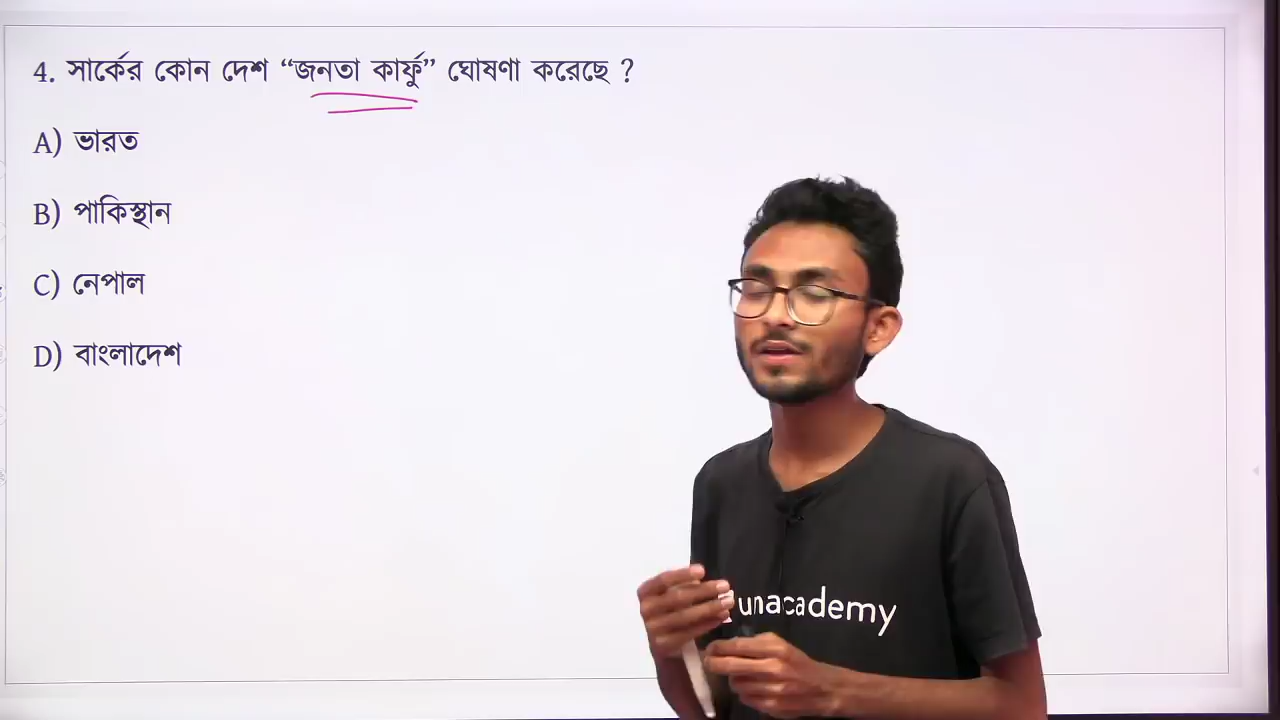 4. সার্কের কোন দেশ “জনতা কার্ফু” ঘোষণা করেছে ?
A) ভারত
B) পাকিস্থান
C) নেপাল
D) বাংলাদেশ
unacademy